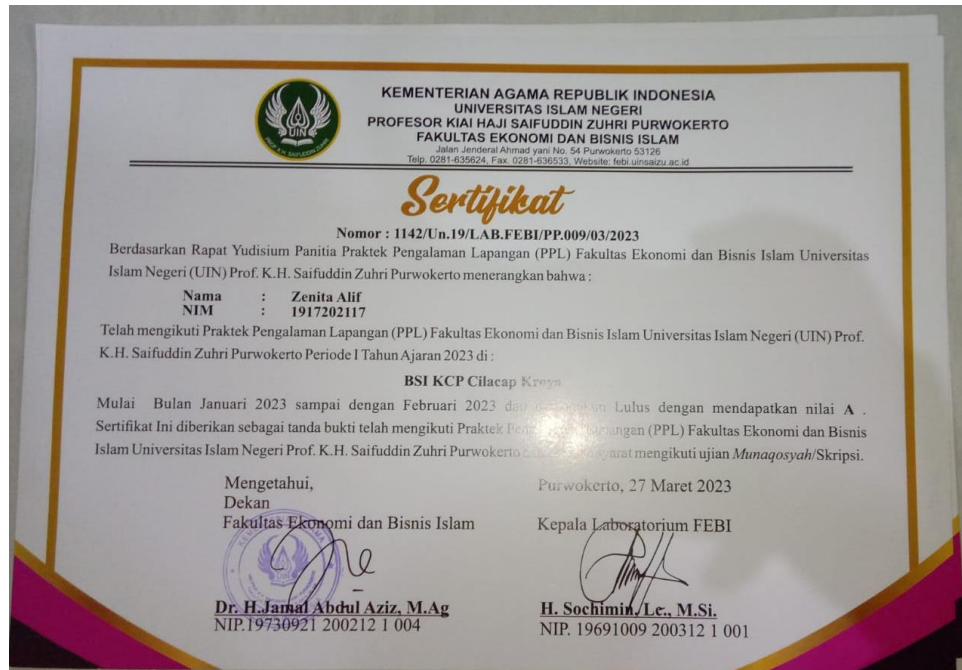 KEMENTERIAN AGAMA REPUBLIK INDONESIA
UNIVERSITAS ISLAM NEGERI
PROFESOR KIAI HAJI SAIFUDDIN ZUHRI PURWOKERTO
FAKULTAS EKONOMI DAN BISNIS ISLAM
Jalan Jenderal Ahmad yani No. 54 Purwokerto 53126
Telp. 0281-635624, Fax. 0281-636533, Website: febi.uinsaizu.ac.id
UIN
Sertifikat
Nomor : 1142/Un.19/LAB.FEBI/PP.009/03/2023
Berdasarkan Rapat Yudisium Panitia Praktek Pengalaman Lapangan (PPL) Fakultas Ekonomi dan Bisnis Islam Universitas
Islam Negeri (UIN) Prof. K.H. Saifuddin Zuhri Purwokerto menerangkan bahwa :
Nama : Zenita Alif
NIM : 1917202117
Telah mengikuti Praktek Pengalaman Lapangan (PPL) Fakultas Ekonomi dan Bisnis Islam Universitas Islam Negeri (UIN) Prof.
K.H. Saifuddin Zuhri Purwokerto Periode I Tahun Ajaran 2023 di :
BSI KCP Cilacap Kroya
Mulai Bulan Januari 2023 sampai dengan Februari 2023 dan Lulus dengan mendapatkan nilai A .
Sertifikat Ini diberikan sebagai tanda bukti telah mengikuti Praktek Lapangan (PPL) Fakultas Ekonomi dan Bisnis
Islam Universitas Islam Negeri Prof. K.H. Saifuddin Zuhri Purwokerto mengikuti ujian Munaqosyah/Skripsi.
Mengetahui,
Dekan
Fakultas Ekonomi dan Bisnis Islam
Dr. H.Jamal Abdul Aziz, M.Ag
NIP.19730921 200212 1 004
Purwokerto, 27 Maret 2023
Kepala Laboratorium FEBI
H. Sochimin, Lc., M.Si.
NIP. 19691009 200312 1 001